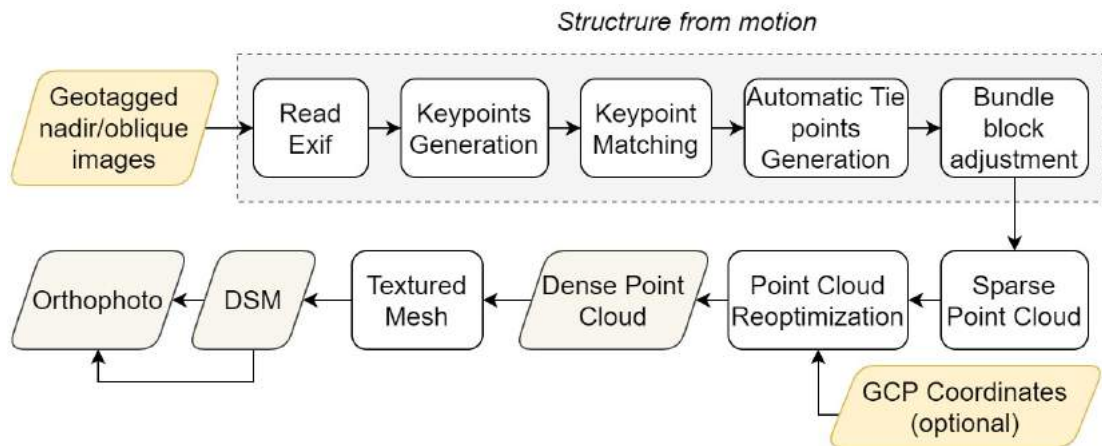 Structrure from motion
Geotagged
nadir/oblique
images
Read
Exif
Keypoints
Generation
Keypoint
Matching
Automatic Tie
points
Generation
Bundle
block
adjustment
Orthophoto
DSM
Textured
Mesh
Dense Point
Cloud
Point Cloud
Reoptimization
Sparse
Point Cloud
GCP Coordinates
(optional)